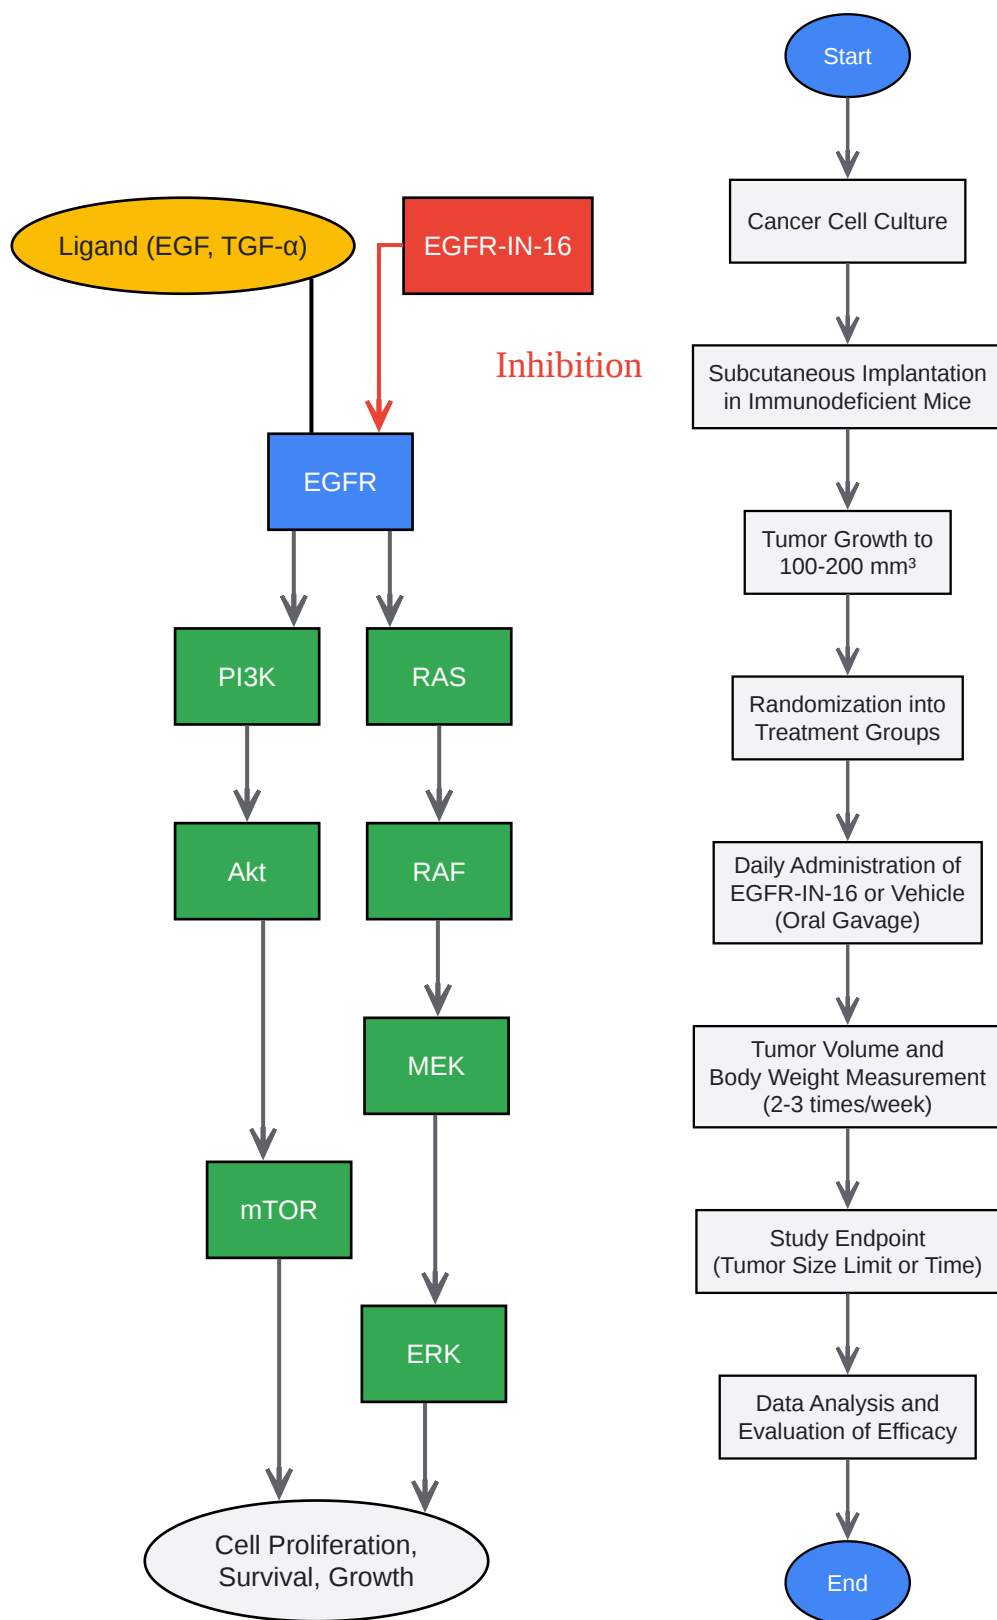 Ligand (EGF, TGF-α)
EGFR-IN-16
Inhibition
EGFR
PI3K
RAS
Akt
RAF
MEK
mTOR
ERK
Cell Proliferation,
Survival, Growth
Start
Cancer Cell Culture
Subcutaneous Implantation
in Immunodeficient Mice
Tumor Growth to
100-200 mm³
Randomization into
Treatment Groups
Daily Administration of
EGFR-IN-16 or Vehicle
(Oral Gavage)
Tumor Volume and
Body Weight Measurement
(2-3 times/week)
Study Endpoint
(Tumor Size Limit or Time)
Data Analysis and
Evaluation of Efficacy
End